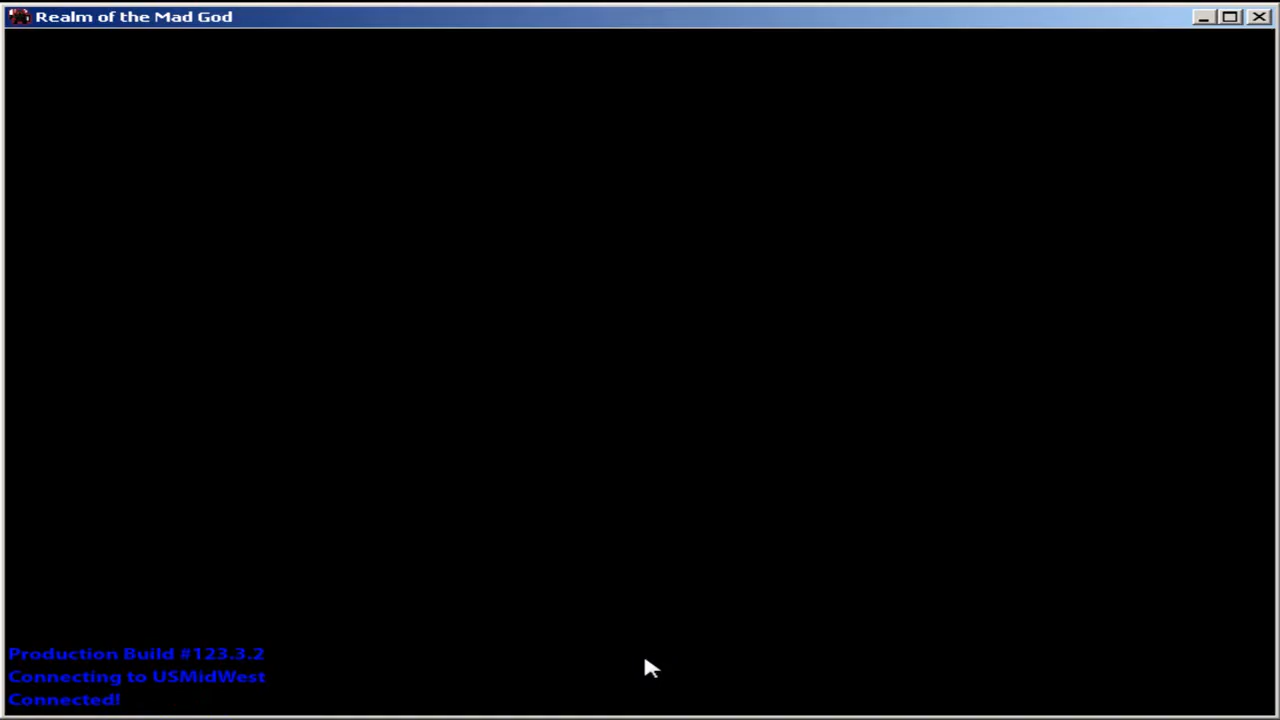 Realm of the Mad God
Production Build #123.3.2
Connecting to USMidWest
Connected!